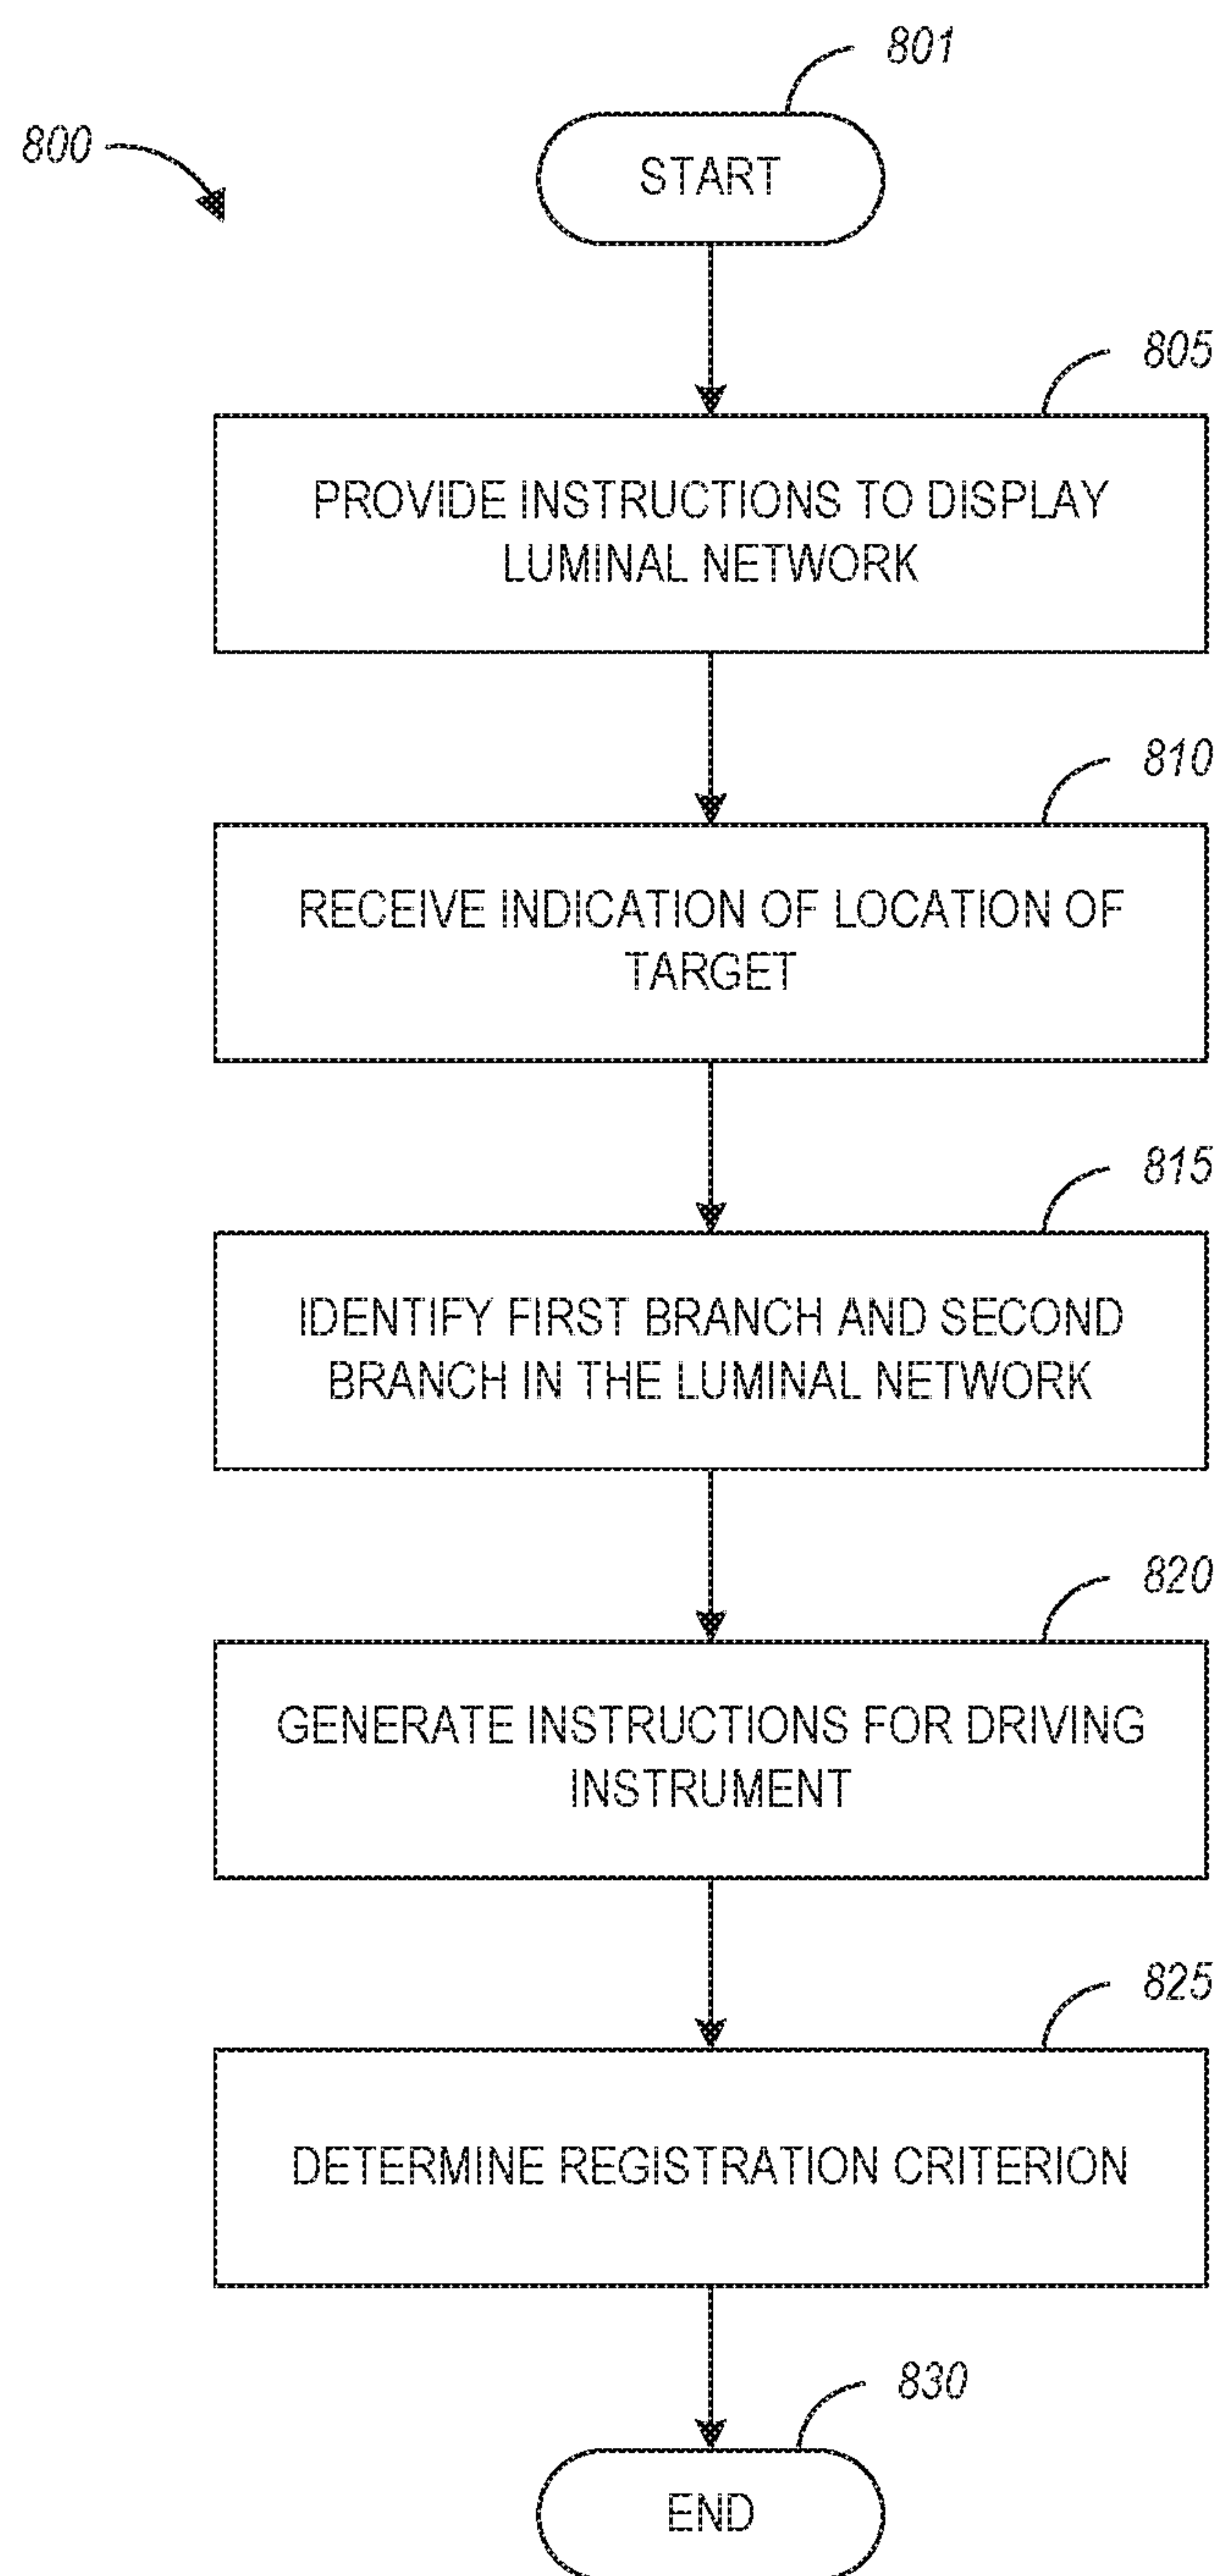 801
800
START
805
PROVIDE INSTRUCTIONS TO DISPLAY
LUMINAL NETWORK
810
RECEIVE INDICATION OF LOCATION OF
TARGET
815
IDENTIFY FIRST BRANCH AND SECOND
BRANCH IN THE LUMINAL NETWORK
820
GENERATE INSTRUCTIONS FOR DRIVING
INSTRUMENT
825
DETERMINE REGISTRATION CRITERION
830
END